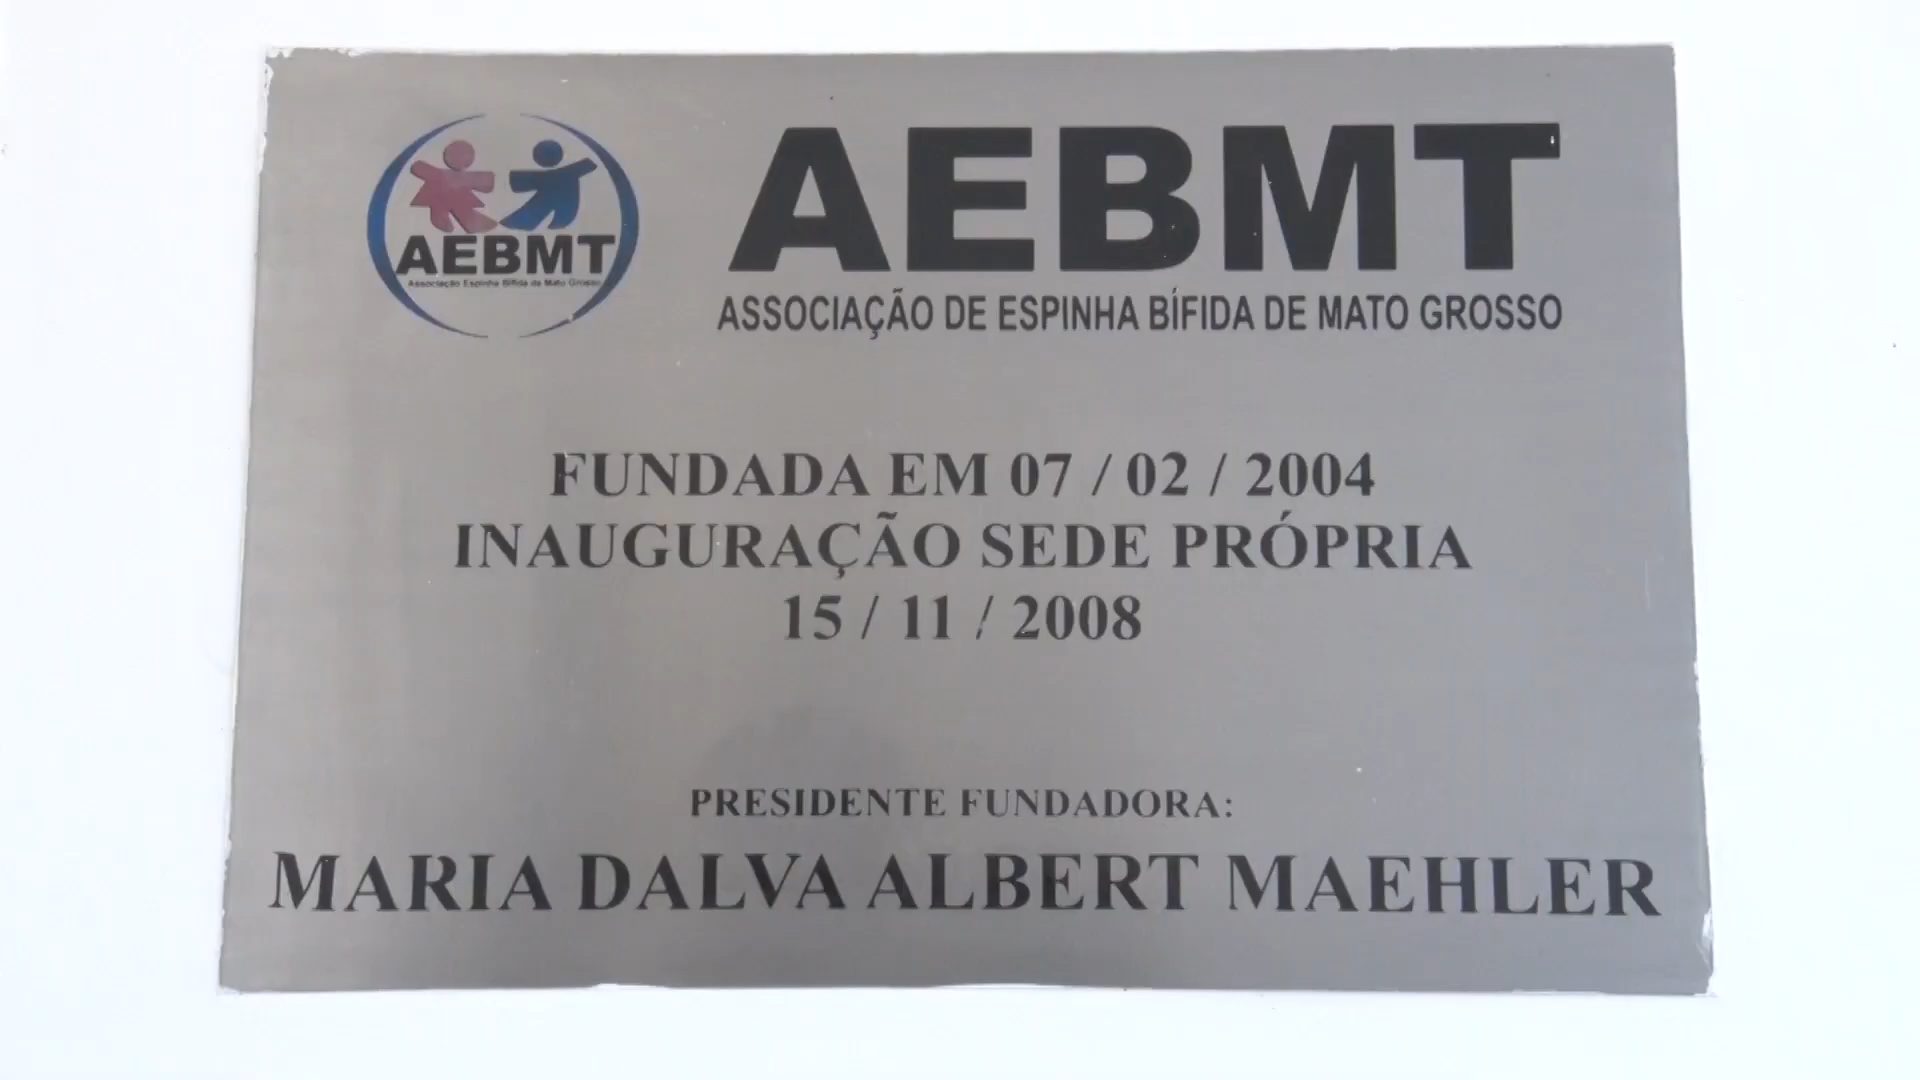 AEBMT
Associação Espinha Bífida de Mato Grosso
AEBMT
ASSOCIAÇÃO DE ESPINHA BÍFIDA DE MATO GROSSO
FUNDADA EM 07 / 02 / 2004
INAUGURAÇÃO SEDE PRÓPRIA
15 / 11 / 2008
PRESIDENTE FUNDADORA:
MARIA DALVA ALBERT MAEHLER